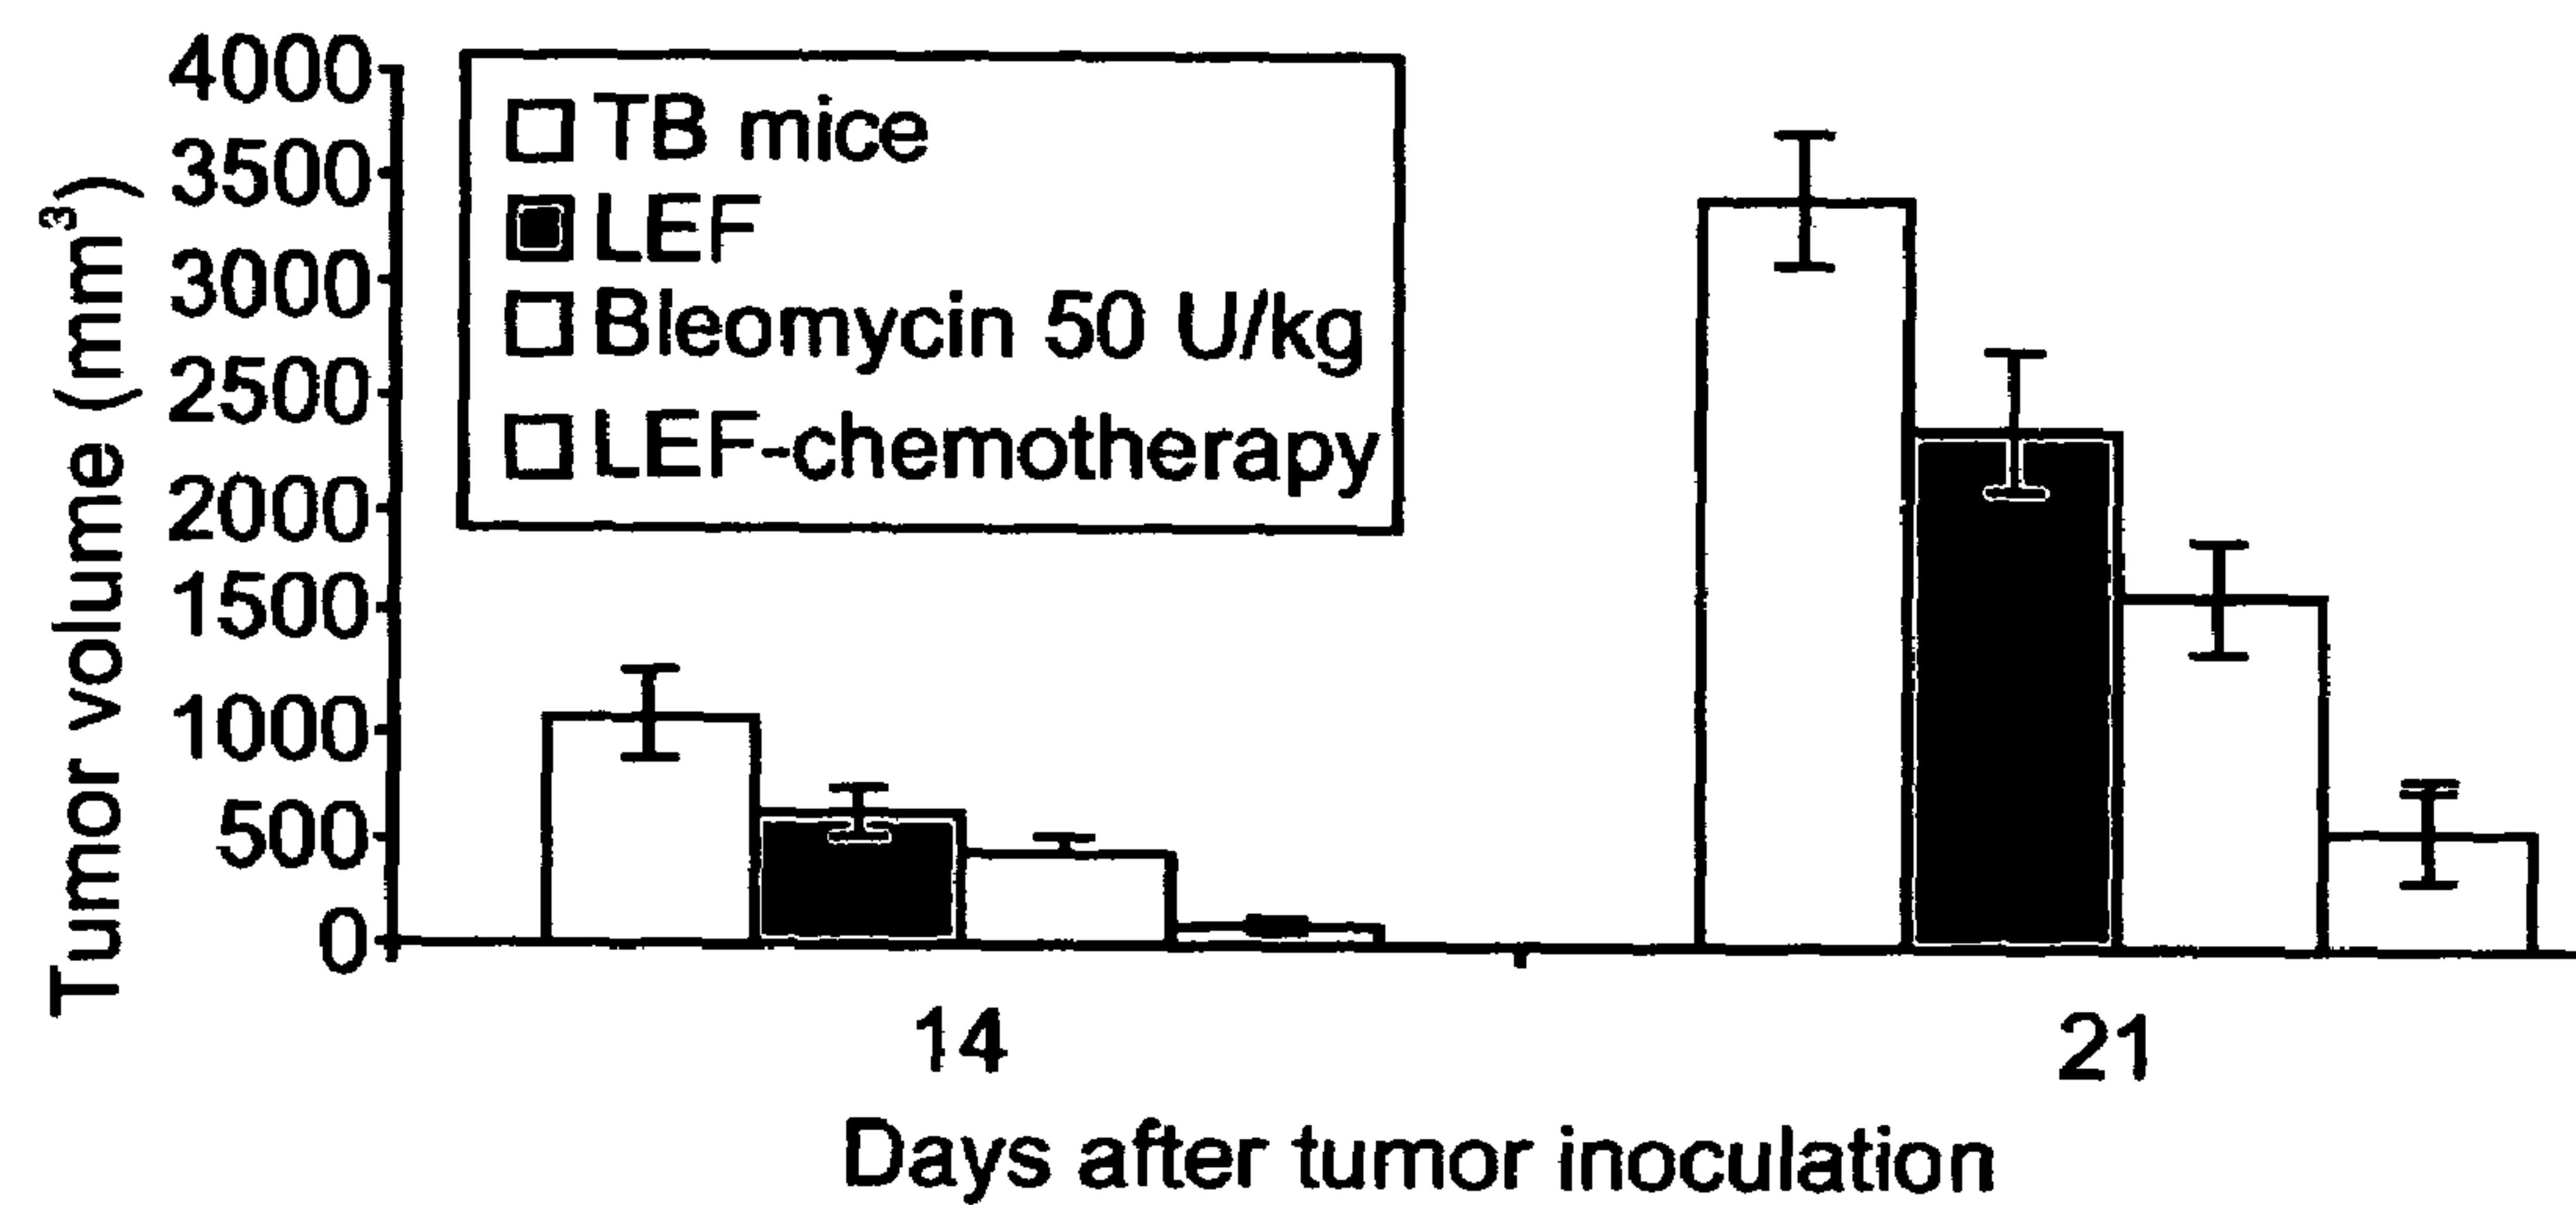 4000
3500
3000
2500
2000
1500
1000
500
0
Tumor volume (mm³)
TB mice
LEF
Bleomycin 50 U/kg
LEF-chemotherapy
14
21
Days after tumor inoculation